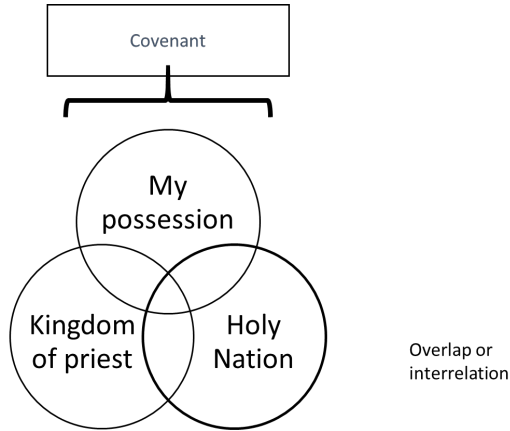 Covenant
My
possession
Kingdom
of priest
Holy
Nation
Overlap or
interrelation